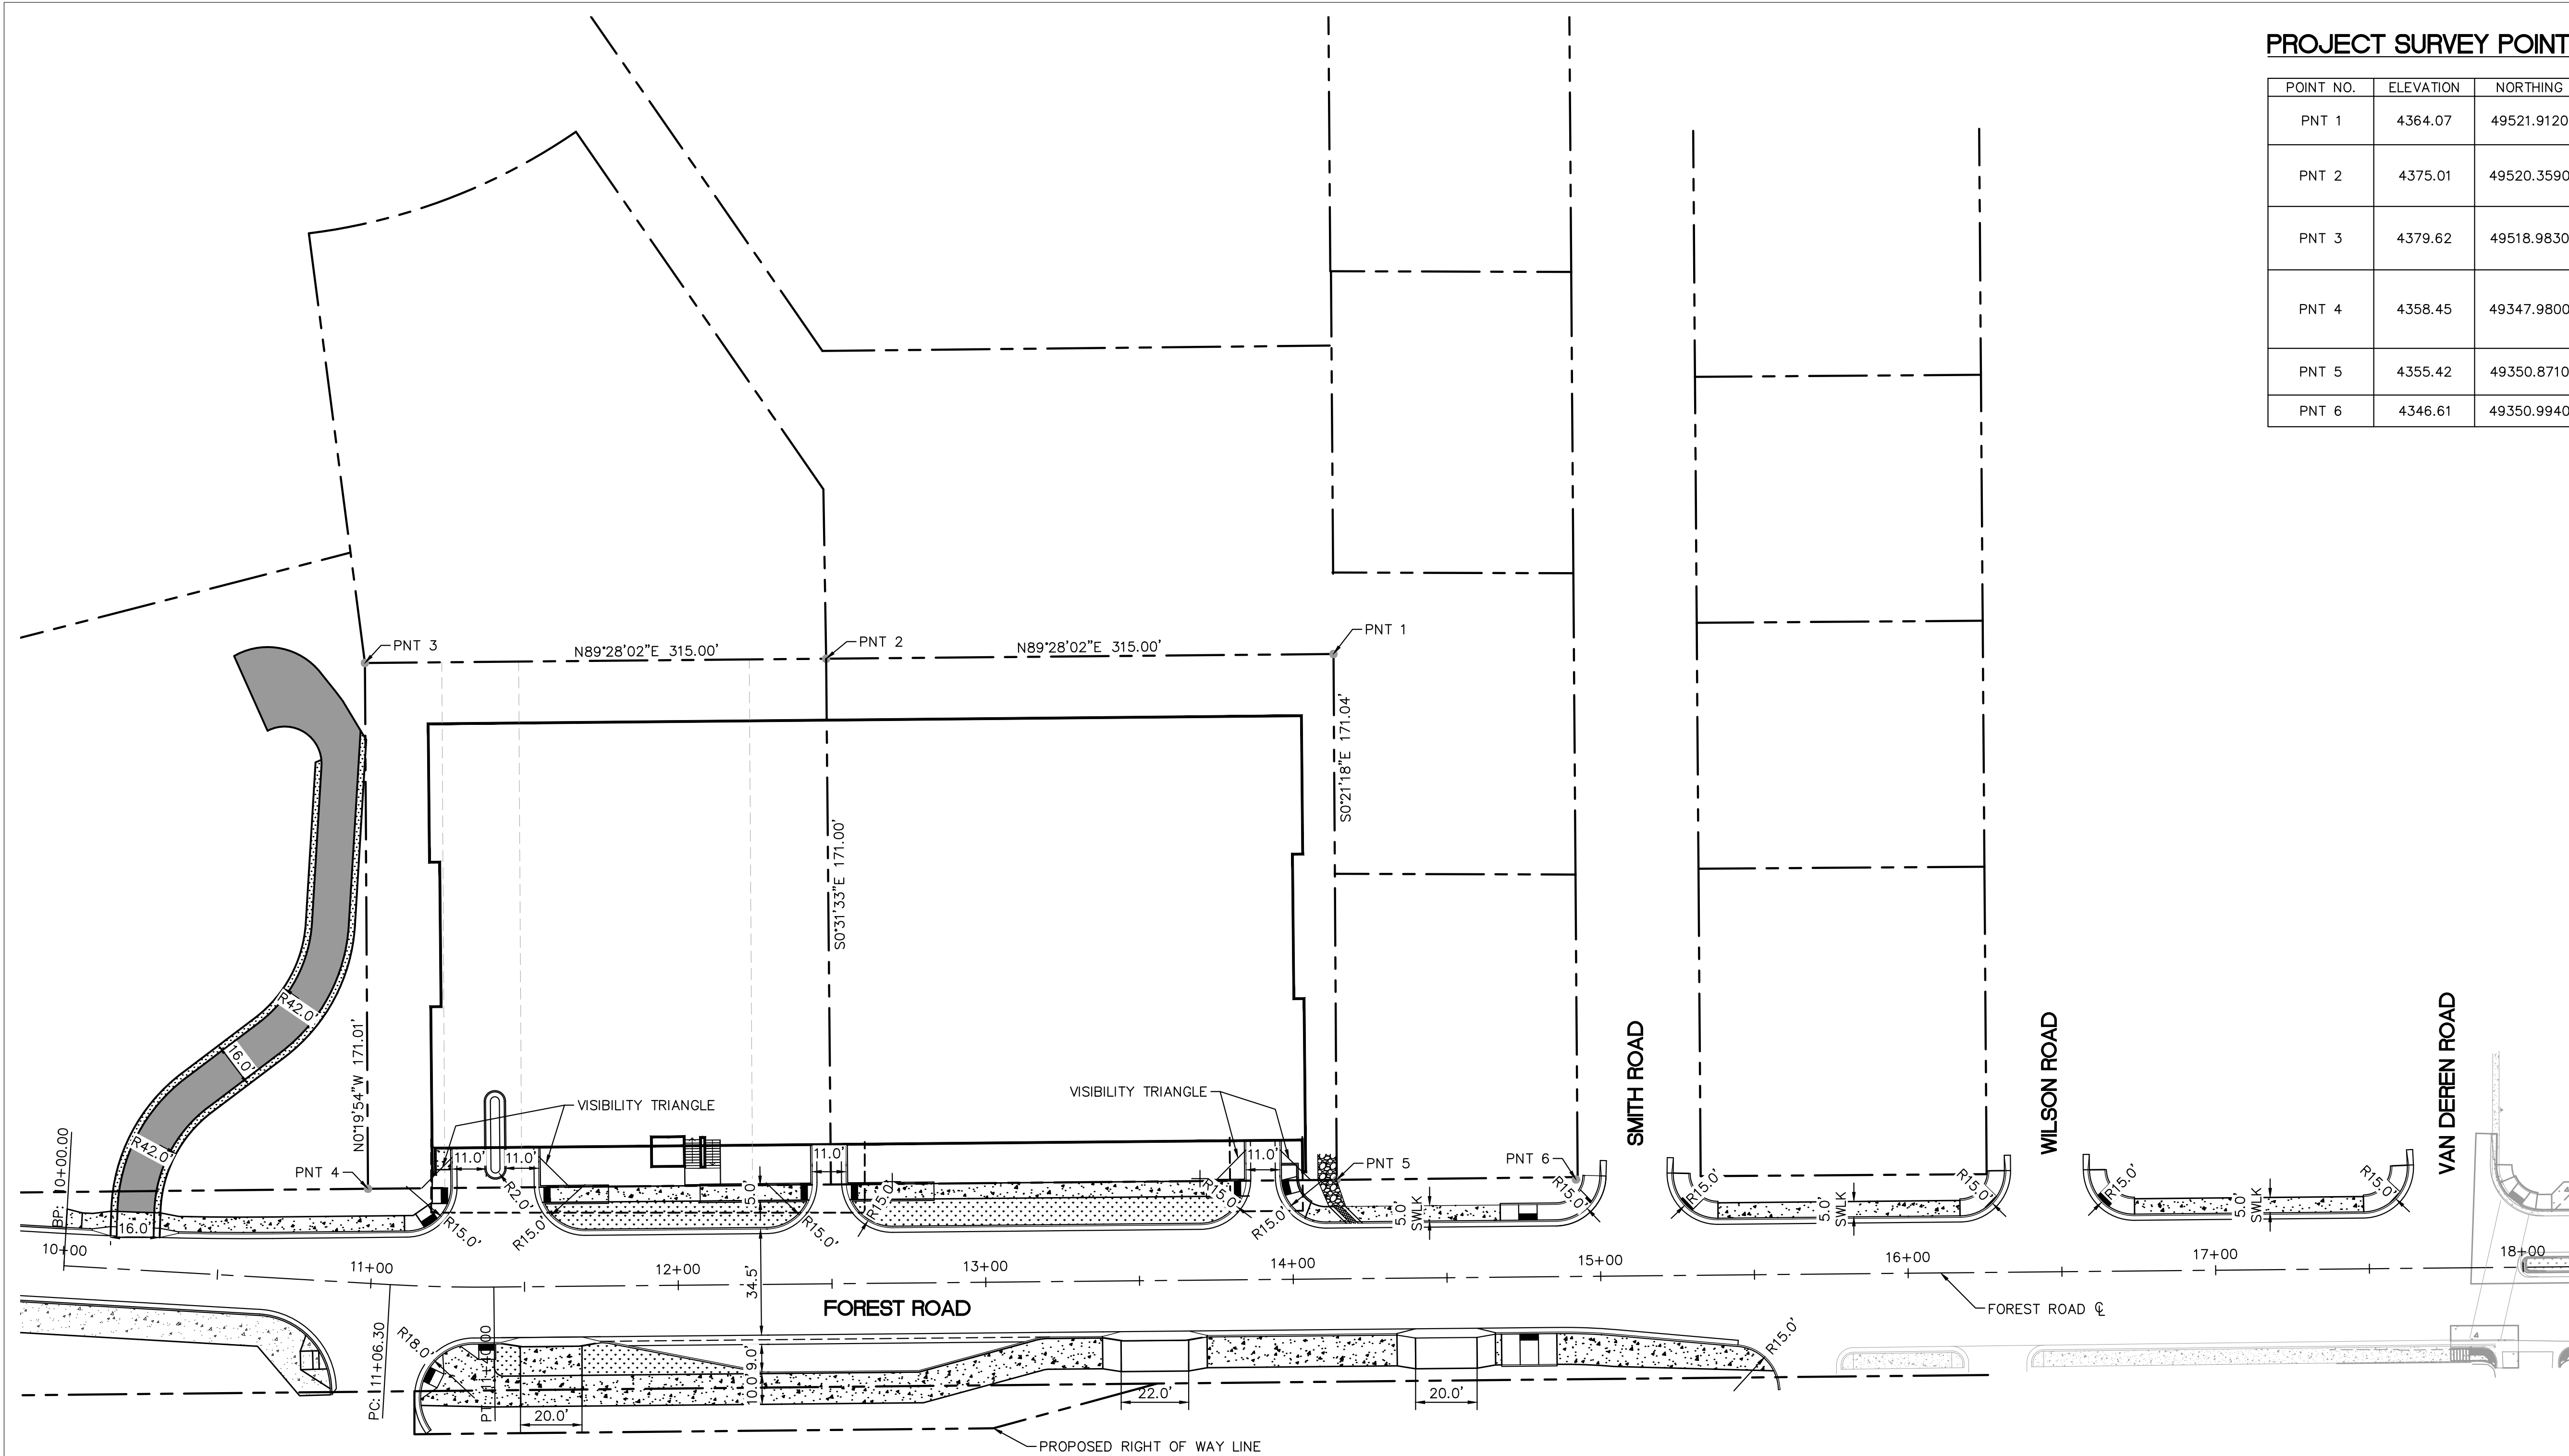 PROJECT SURVEY POINT
POINT NO. ELEVATION NORTHING
PNT 1 4364.07 49521.9120
PNT 2 4375.01 49520.3590
PNT 3 4379.62 49518.9830
PNT 4 4358.45 49347.9800
PNT 5 4355.42 49350.8710
PNT 6 4346.61 49350.9940
PNT 3
N89°28'02"E 315.00'
PNT 2
N89°28'02"E 315.00'
PNT 1
N0°19'54"W 171.01'
S0°31'33"E 171.00'
S0°21'18"E 171.04'
R42.0'
16.0'
R42.0'
16.0'
VISIBILITY TRIANGLE
VISIBILITY TRIANGLE
SMITH ROAD
WILSON ROAD
VAN DEREN ROAD
PNT 4
PNT 5
PNT 6
11.0'
11.0'
11.0'
11.0'
R2.0'
R15.0'
R15.0'
R15.0'
R15.0'
R15.0'
R15.0'
R15.0'
R15.0'
R15.0'
R15.0'
R15.0'
5.0'
5.0'
SWLK
5.0'
SWLK
5.0'
SWLK
BP: 10+00.00
10+00
11+00
12+00
13+00
14+00
15+00
16+00
17+00
18+00
34.5'
FOREST ROAD
FOREST ROAD ℄
PC: 11+06.30
R18.0'
9.0'
10.0'
20.0'
22.0'
20.0'
R15.0'
PROPOSED RIGHT OF WAY LINE